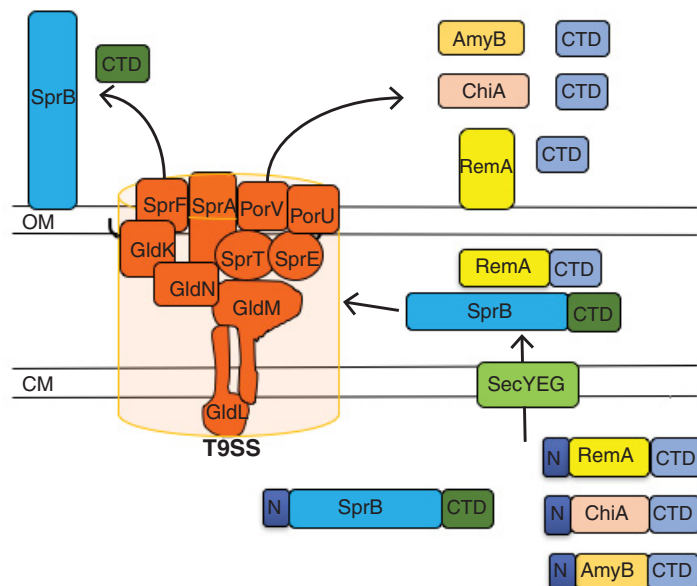 AmyB CTD
CTD
SprB
ChiA CTD
RemA CTD
SprF SprA PorV PorU
OM
GldK SprT SprE
RemA CTD
GldN GldM
SprB CTD
CM
SecYEG
GldL
T9SS
N RemA CTD
N SprB CTD
N ChiA CTD
N AmyB CTD